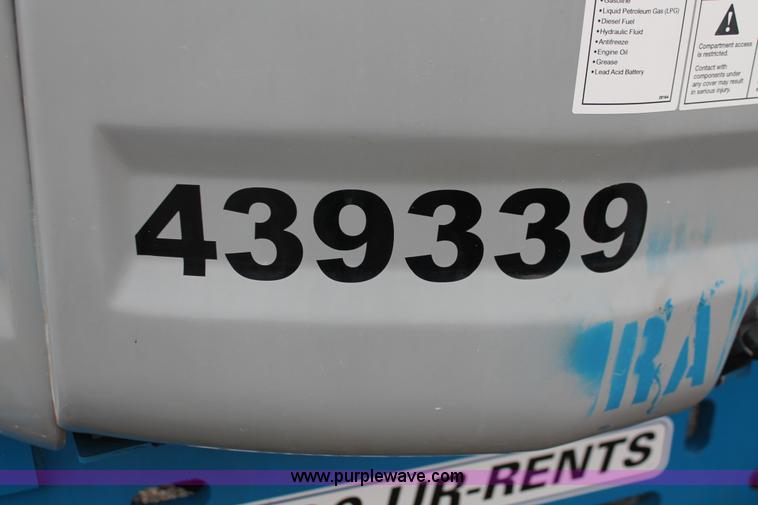 • Liquid Petroleum Gas (LPG)
• Diesel Fuel
• Hydraulic Fluid
• Antifreeze
• Engine Oil
• Grease
• Lead Acid Battery
Compartment access
is restricted.
Contact with
components under
any cover may result
in serious injury.
439339
RA
UR-RENTS
www.purplewave.com